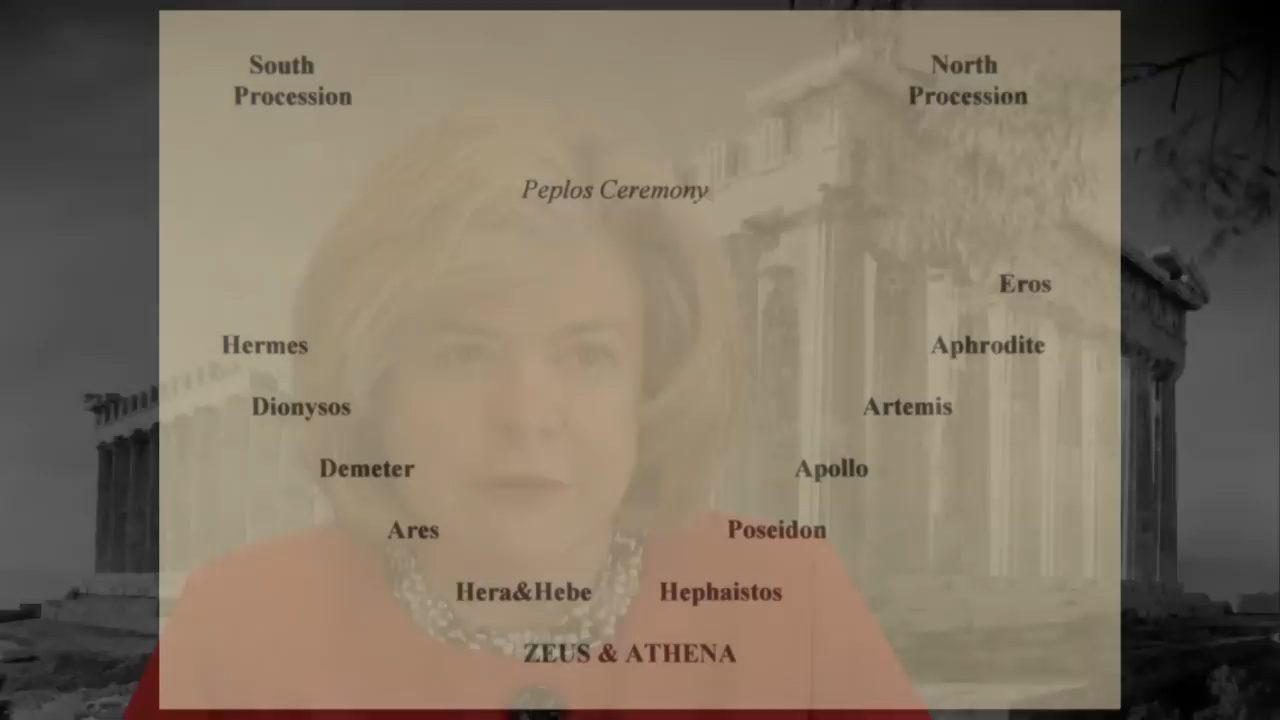 South
Procession
North
Procession
Peplos Ceremony
Eros
Hermes
Aphrodite
Dionysos
Artemis
Demeter
Apollo
Ares
Poseidon
Hera&Hebe
Hephaistos
ZEUS & ATHENA